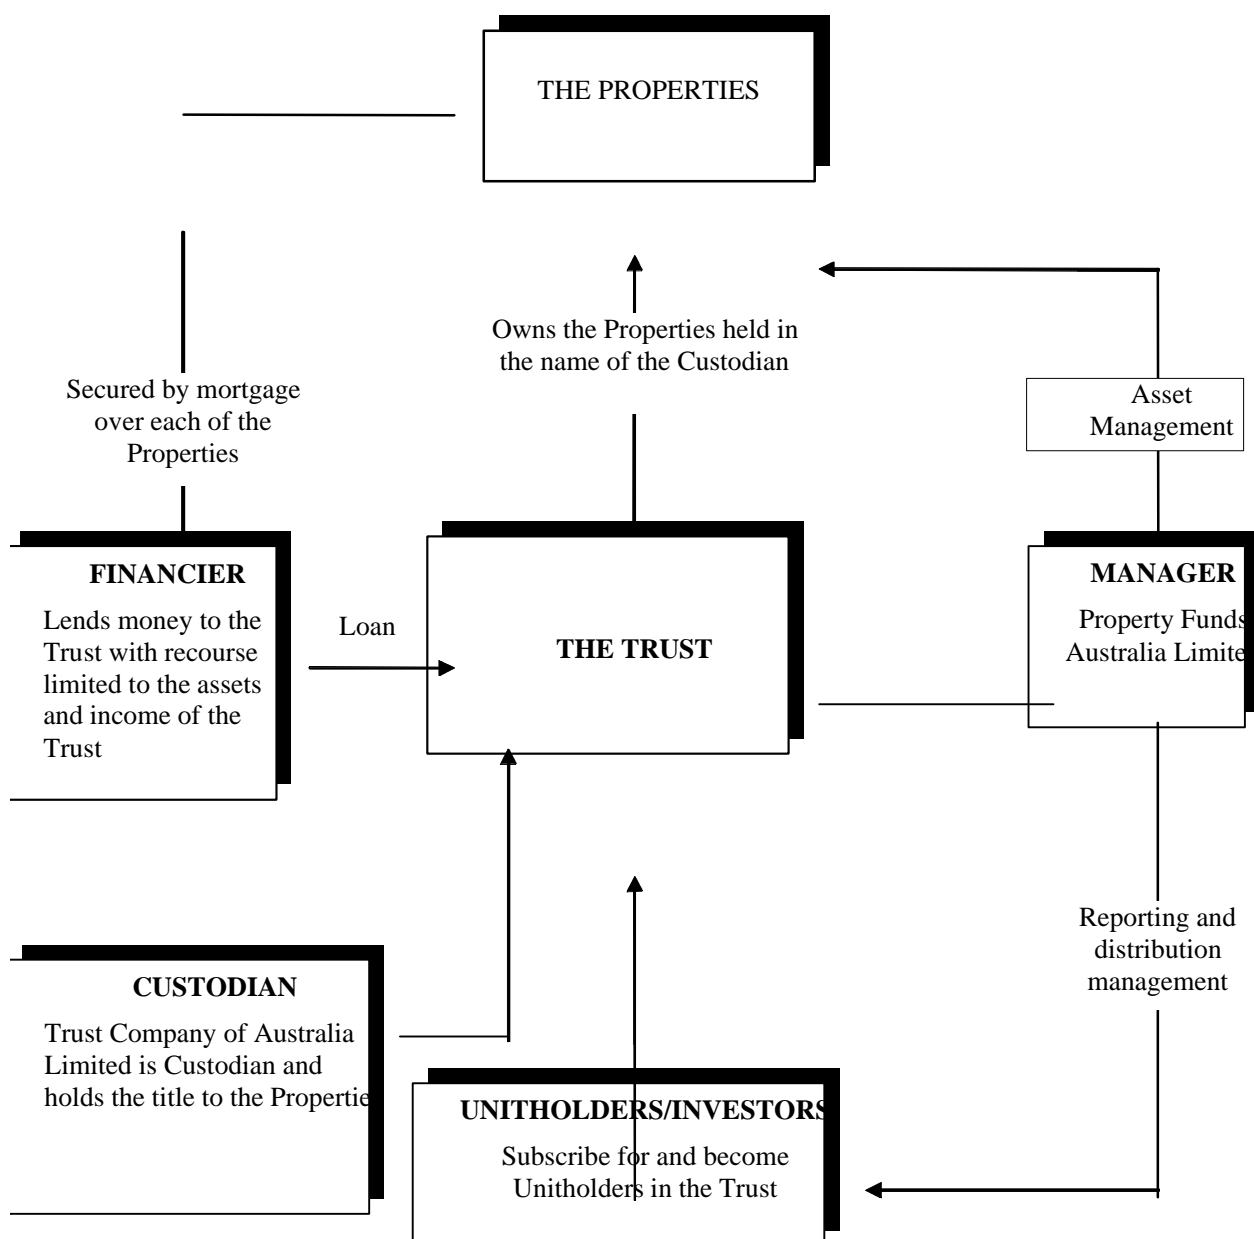 THE PROPERTIES
Owns the Properties held in
the name of the Custodian
Secured by mortgage
over each of the
Properties
Asset
Management
FINANCIER
Lends money to the
Trust with recourse
limited to the assets
and income of the
Trust
Loan
THE TRUST
MANAGER
Property Funds
Australia Limite
Reporting and
distribution
management
CUSTODIAN
Trust Company of Australia
Limited is Custodian and
holds the title to the Propertie
UNITHOLDERS/INVESTORS
Subscribe for and become
Unitholders in the Trust